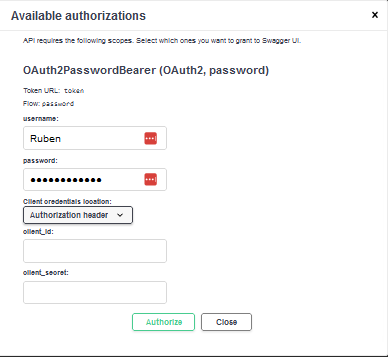 Available authorizations
×
API requires the following scopes. Select which ones you want to grant to Swagger UI.
OAuth2PasswordBearer (OAuth2, password)
Token URL: token
Flow: password
username:
Ruben
password:
••••••••••••
Client credentials location:
Authorization header
client_id:
client_secret:
Authorize Close